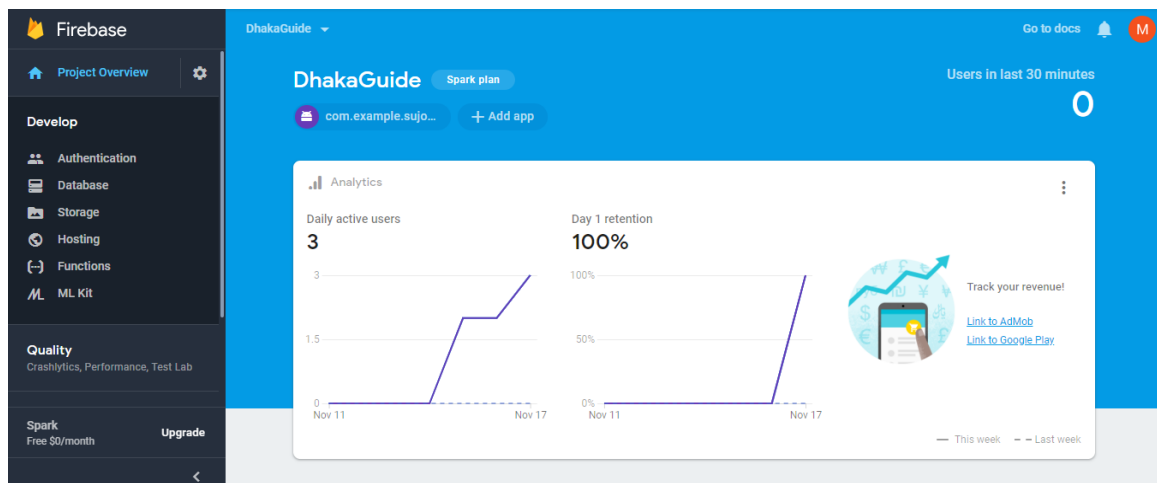 Firebase
Project Overview
Develop
Authentication
Database
Storage
Hosting
Functions
ML Kit
Quality
Crashlytics, Performance, Test Lab
Spark
Free $0/month
Upgrade
DhakaGuide
Go to docs
M
DhakaGuide
Spark plan
com.example.sujo...
+ Add app
Users in last 30 minutes
0
Analytics
Daily active users
3
3
1.5
0
Nov 11
Nov 17
Day 1 retention
100%
100%
50%
0%
Nov 11
Nov 17
Track your revenue!
Link to AdMob
Link to Google Play
This week
Last week